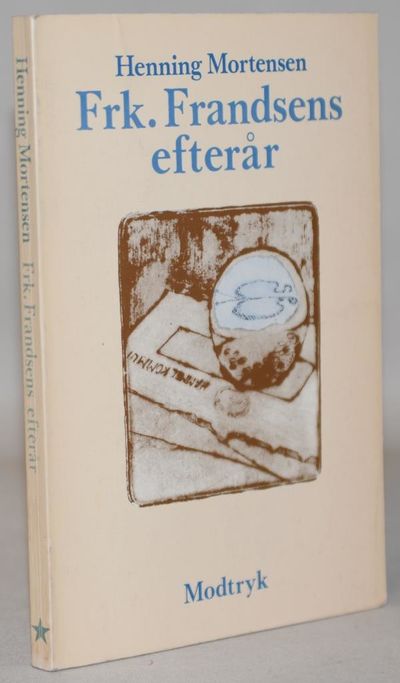 Henning Mortensen
Frk. Frandsens
efterår
Modtryk
Henning Mortensen Frk. Frandsens efterår